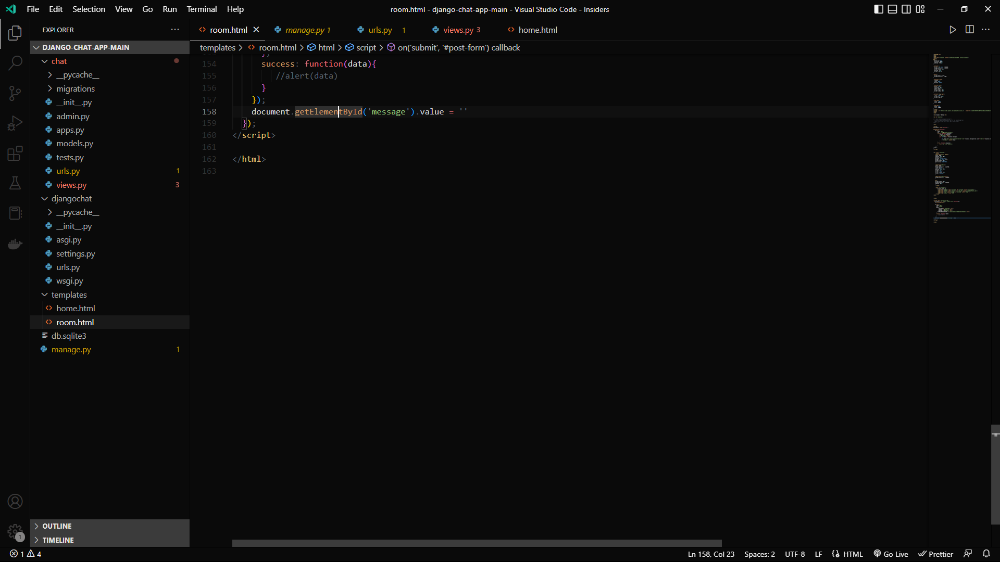 File Edit Selection View Go Run Terminal Help
room.html - django-chat-app-main - Visual Studio Code - Insiders
EXPLORER
room.html
manage.py 1
urls.py 1
views.py 3
home.html
DJANGO-CHAT-APP-MAIN
templates > room.html > html > script > on('submit', '#post-form') callback
chat
__pycache__
migrations
__init__.py
admin.py
apps.py
models.py
tests.py
urls.py 1
views.py 3
djangochat
__pycache__
__init__.py
asgi.py
settings.py
urls.py
wsgi.py
templates
home.html
room.html
db.sqlite3
manage.py 1
OUTLINE
TIMELINE
154 success: function(data){
155 //alert(data)
156 }
157 });
158 document.getElementById('message').value = ''
159 });
160 </script>
161
162 </html>
163
1
1 4
Ln 158, Col 23 Spaces: 2 UTF-8 LF HTML Go Live Prettier